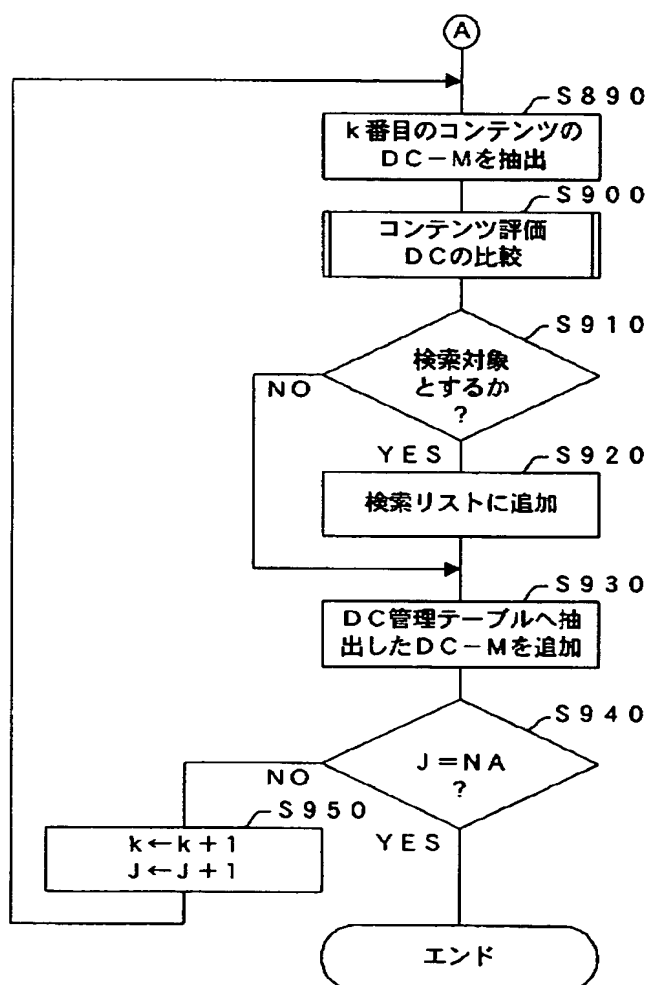 A
S890
k番目のコンテンツの
DC-Mを抽出
S900
コンテンツ評価
DCの比較
S910
検索対象
とするか
?
NO
YES
S920
検索リストに追加
S930
DC管理テーブルへ抽
出したDC-Mを追加
S940
J=NA
?
NO
YES
S950
k←k+1
J←J+1
エンド